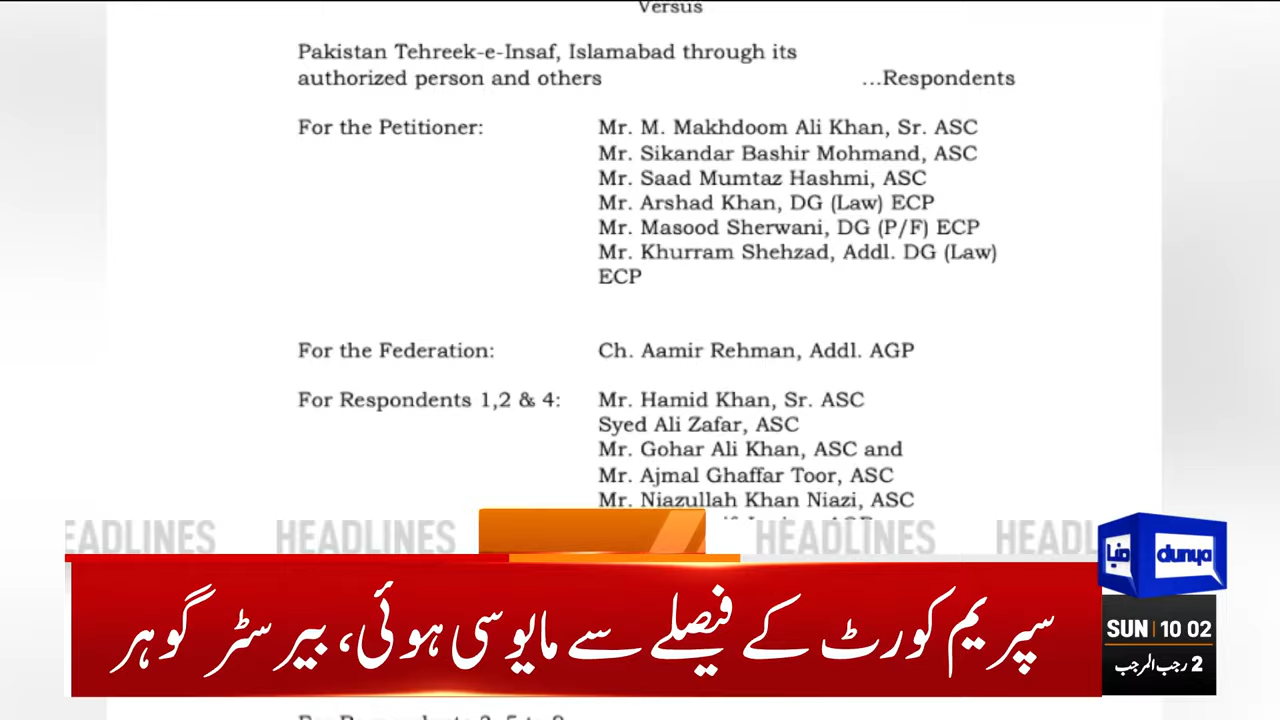 Versus
Pakistan Tehreek-e-Insaf, Islamabad through its
authorized person and others ...Respondents
For the Petitioner: Mr. M. Makhdoom Ali Khan, Sr. ASC
Mr. Sikandar Bashir Mohmand, ASC
Mr. Saad Mumtaz Hashmi, ASC
Mr. Arshad Khan, DG (Law) ECP
Mr. Masood Sherwani, DG (P/F) ECP
Mr. Khurram Shehzad, Addl. DG (Law)
ECP
For the Federation: Ch. Aamir Rehman, Addl. AGP
For Respondents 1,2 & 4: Mr. Hamid Khan, Sr. ASC
Syed Ali Zafar, ASC
Mr. Gohar Ali Khan, ASC and
Mr. Ajmal Ghaffar Toor, ASC
Mr. Niazullah Khan Niazi, ASC
HEADLINES HEADLINES HEADLINES HEADL
دنیا dunya
سپریم کورٹ کے فیصلے سے مایوسی ہوئی، بیرسٹر گوہر
SUN 10 02
2 رجب المرجب